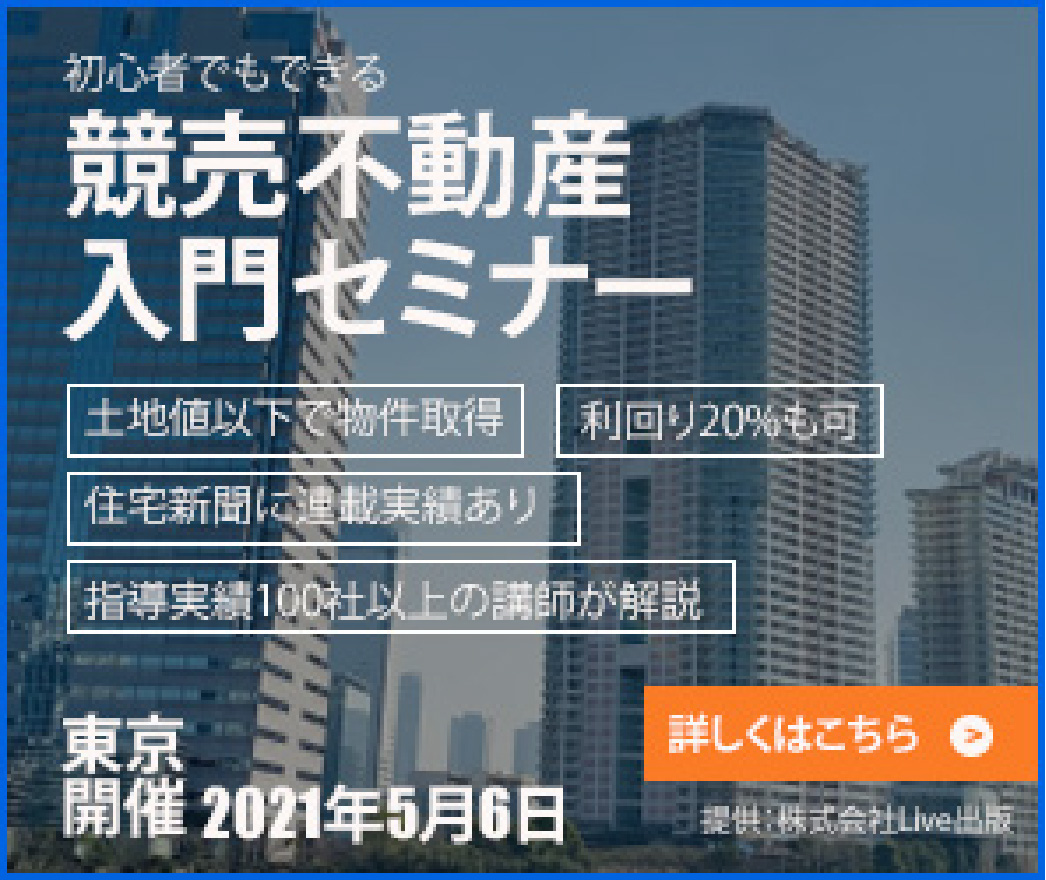 初心者でもできる
競売不動産
入門セミナー
土地値以下で物件取得
利回り20%も可
住宅新聞に連載実績あり
指導実績100社以上の講師が解説
東京
開催 2021年5月6日
詳しくはこちら
提供:株式会社Live出版